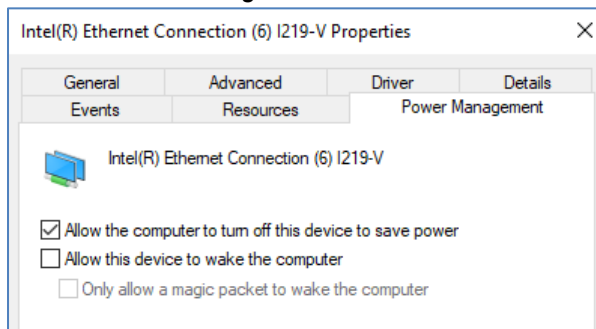 Intel(R) Ethernet Connection (6) I219-V Properties
General Advanced Driver Details
Events Resources Power Management
Intel(R) Ethernet Connection (6) I219-V
Allow the computer to turn off this device to save power
Allow this device to wake the computer
Only allow a magic packet to wake the computer